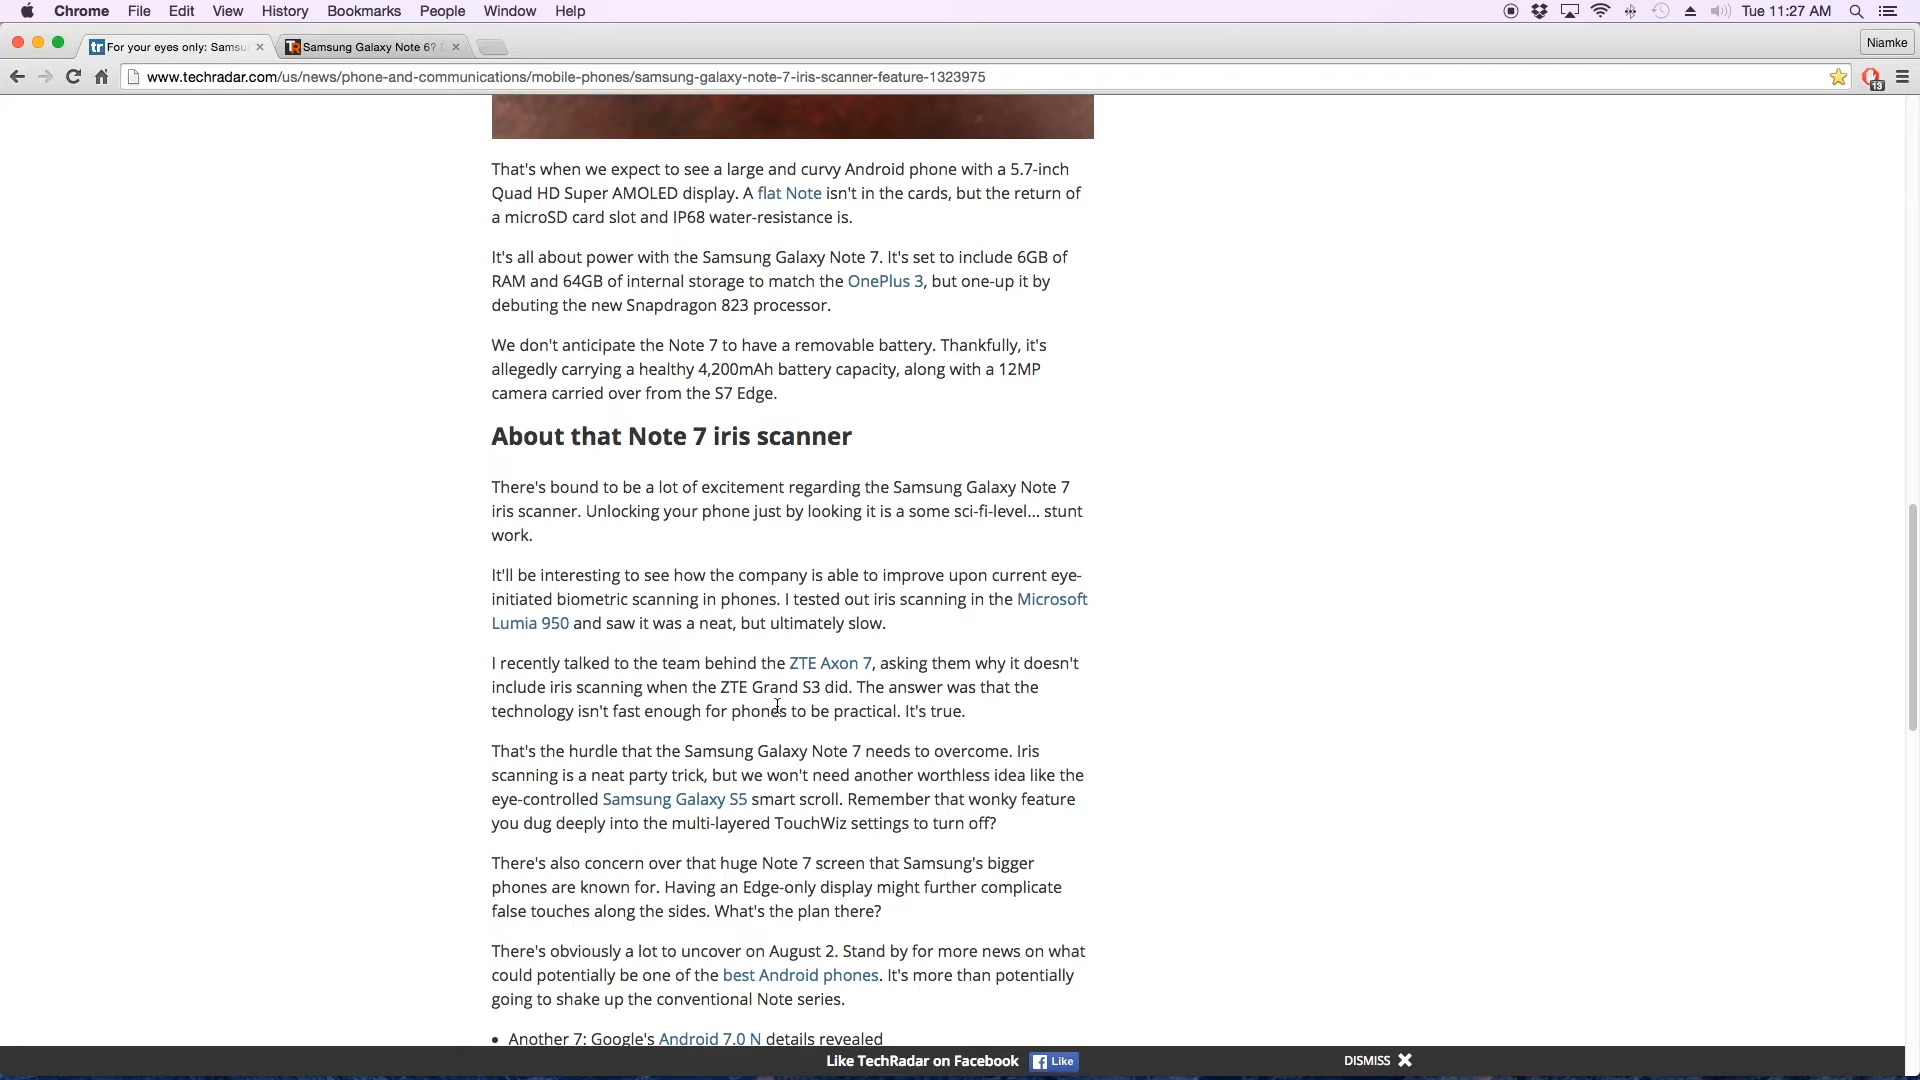 Chrome File Edit View History Bookmarks People Window Help Tue 11:27 AM
For your eyes only: Samsu Samsung Galaxy Note 6? Niamke
www.techradar.com/us/news/phone-and-communications/mobile-phones/samsung-galaxy-note-7-iris-scanner-feature-1323975 13
That's when we expect to see a large and curvy Android phone with a 5.7-inch
Quad HD Super AMOLED display. A flat Note isn't in the cards, but the return of
a microSD card slot and IP68 water-resistance is.
It's all about power with the Samsung Galaxy Note 7. It's set to include 6GB of
RAM and 64GB of internal storage to match the OnePlus 3, but one-up it by
debuting the new Snapdragon 823 processor.
We don't anticipate the Note 7 to have a removable battery. Thankfully, it's
allegedly carrying a healthy 4,200mAh battery capacity, along with a 12MP
camera carried over from the S7 Edge.
About that Note 7 iris scanner
There's bound to be a lot of excitement regarding the Samsung Galaxy Note 7
iris scanner. Unlocking your phone just by looking it is a some sci-fi-level... stunt
work.
It'll be interesting to see how the company is able to improve upon current eye-
initiated biometric scanning in phones. I tested out iris scanning in the Microsoft
Lumia 950 and saw it was a neat, but ultimately slow.
I recently talked to the team behind the ZTE Axon 7, asking them why it doesn't
include iris scanning when the ZTE Grand S3 did. The answer was that the
technology isn't fast enough for phones to be practical. It's true.
That's the hurdle that the Samsung Galaxy Note 7 needs to overcome. Iris
scanning is a neat party trick, but we won't need another worthless idea like the
eye-controlled Samsung Galaxy S5 smart scroll. Remember that wonky feature
you dug deeply into the multi-layered TouchWiz settings to turn off?
There's also concern over that huge Note 7 screen that Samsung's bigger
phones are known for. Having an Edge-only display might further complicate
false touches along the sides. What's the plan there?
There's obviously a lot to uncover on August 2. Stand by for more news on what
could potentially be one of the best Android phones. It's more than potentially
going to shake up the conventional Note series.
• Another 7: Google's Android 7.0 N details revealed
Like TechRadar on Facebook Like DISMISS